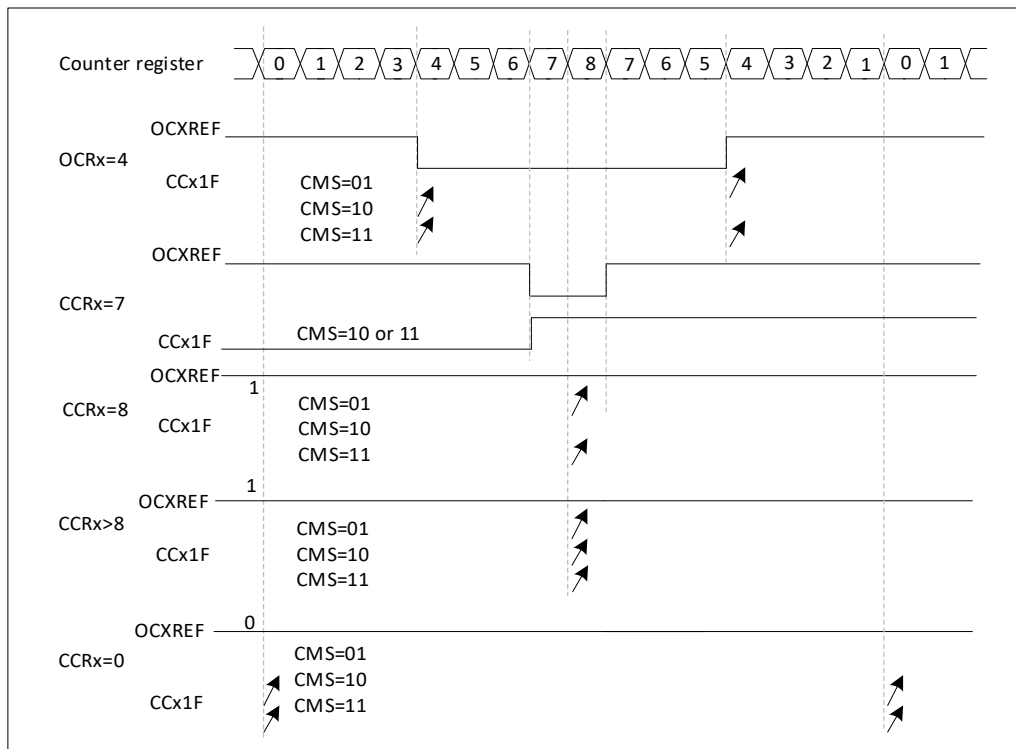 Counter register 0 1 2 3 4 5 6 7 8 7 6 5 4 3 2 1 0 1
OCXREF
OCRx=4
CCx1F
CMS=01
CMS=10
CMS=11
OCXREF
CCRx=7
CCx1F
CMS=10 or 11
OCXREF
1
CCRx=8
CCx1F
CMS=01
CMS=10
CMS=11
OCXREF
1
CCRx>8
CCx1F
CMS=01
CMS=10
CMS=11
OCXREF
0
CCRx=0
CCx1F
CMS=01
CMS=10
CMS=11